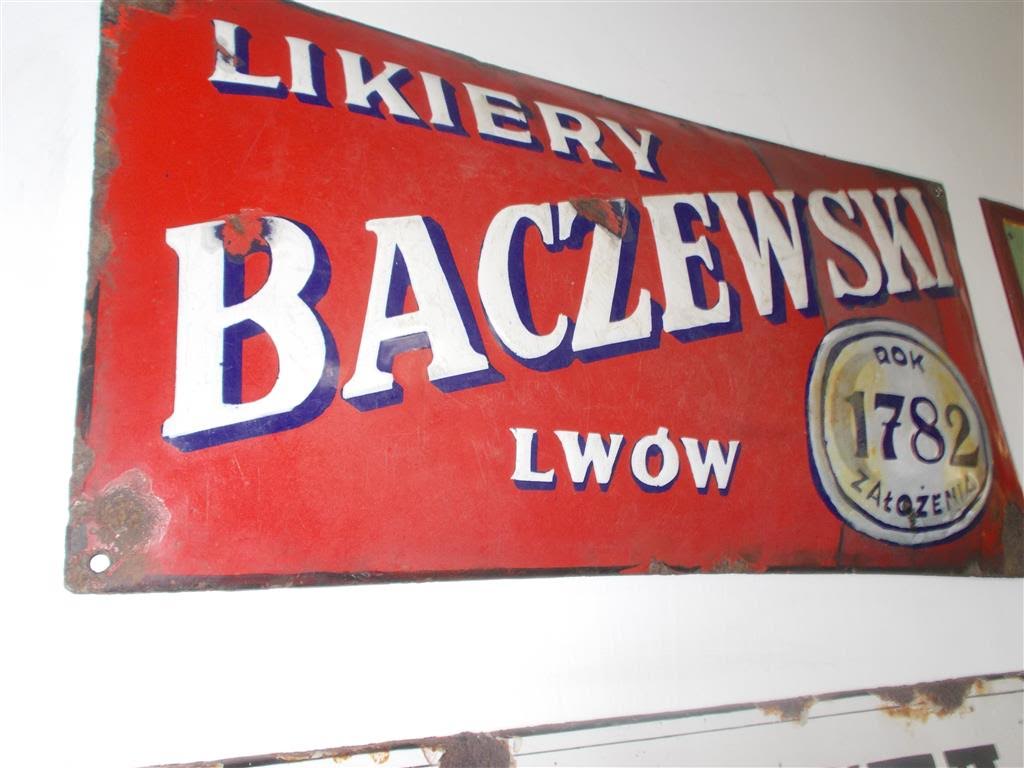 LIKIERY
BACZEWSKI
LWÓW
ROK
1782
ZAŁOŻENIA